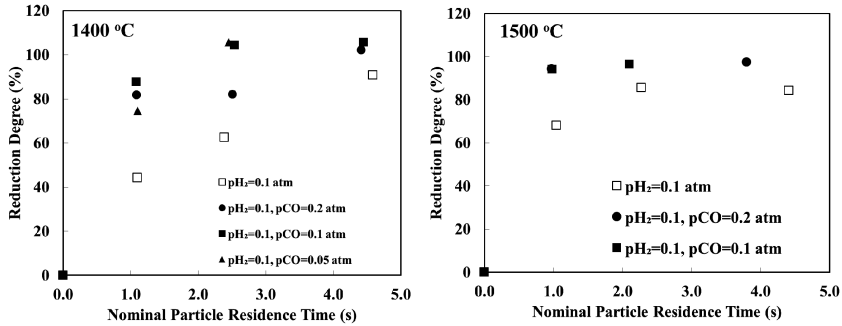 1400 °C
Reduction Degree (%)
120
100
80
60
40
20
0
pH₂=0.1 atm
pH₂=0.1, pCO=0.2 atm
pH₂=0.1, pCO=0.1 atm
pH₂=0.1, pCO=0.05 atm
0.0 1.0 2.0 3.0 4.0 5.0
Nominal Particle Residence Time (s)
1500 °C
Reduction Degree (%)
120
100
80
60
40
20
0
pH₂=0.1 atm
pH₂=0.1, pCO=0.2 atm
pH₂=0.1, pCO=0.1 atm
0.0 1.0 2.0 3.0 4.0 5.0
Nominal Particle Residence Time (s)